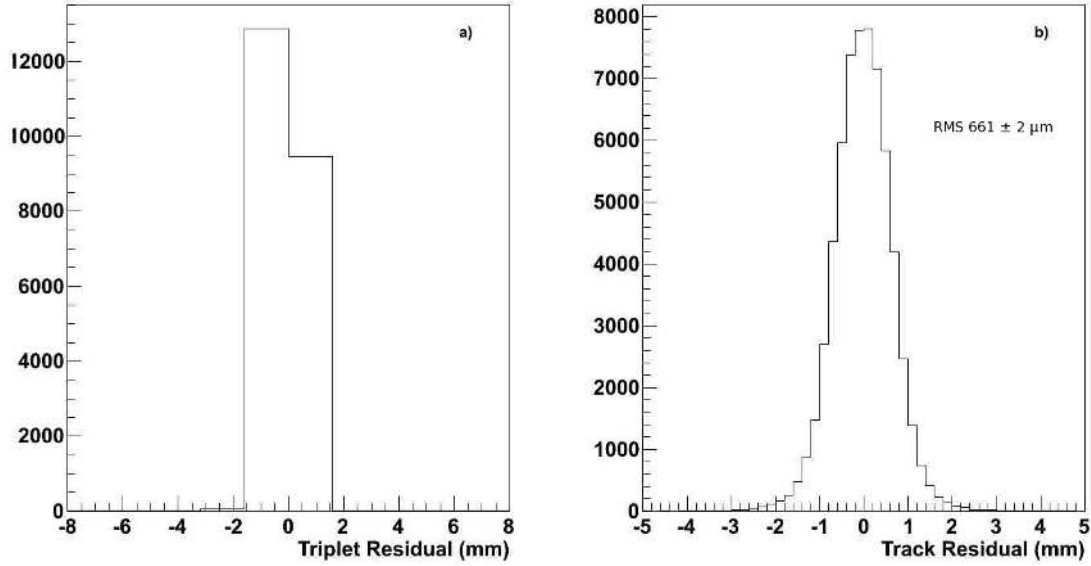 a)
12000
10000
8000
6000
4000
2000
0
-8 -6 -4 -2 0 2 4 6 8
Triplet Residual (mm)
b)
8000
7000
RMS 661 ± 2 μm
6000
5000
4000
3000
2000
1000
0
-5 -4 -3 -2 -1 0 1 2 3 4 5
Track Residual (mm)